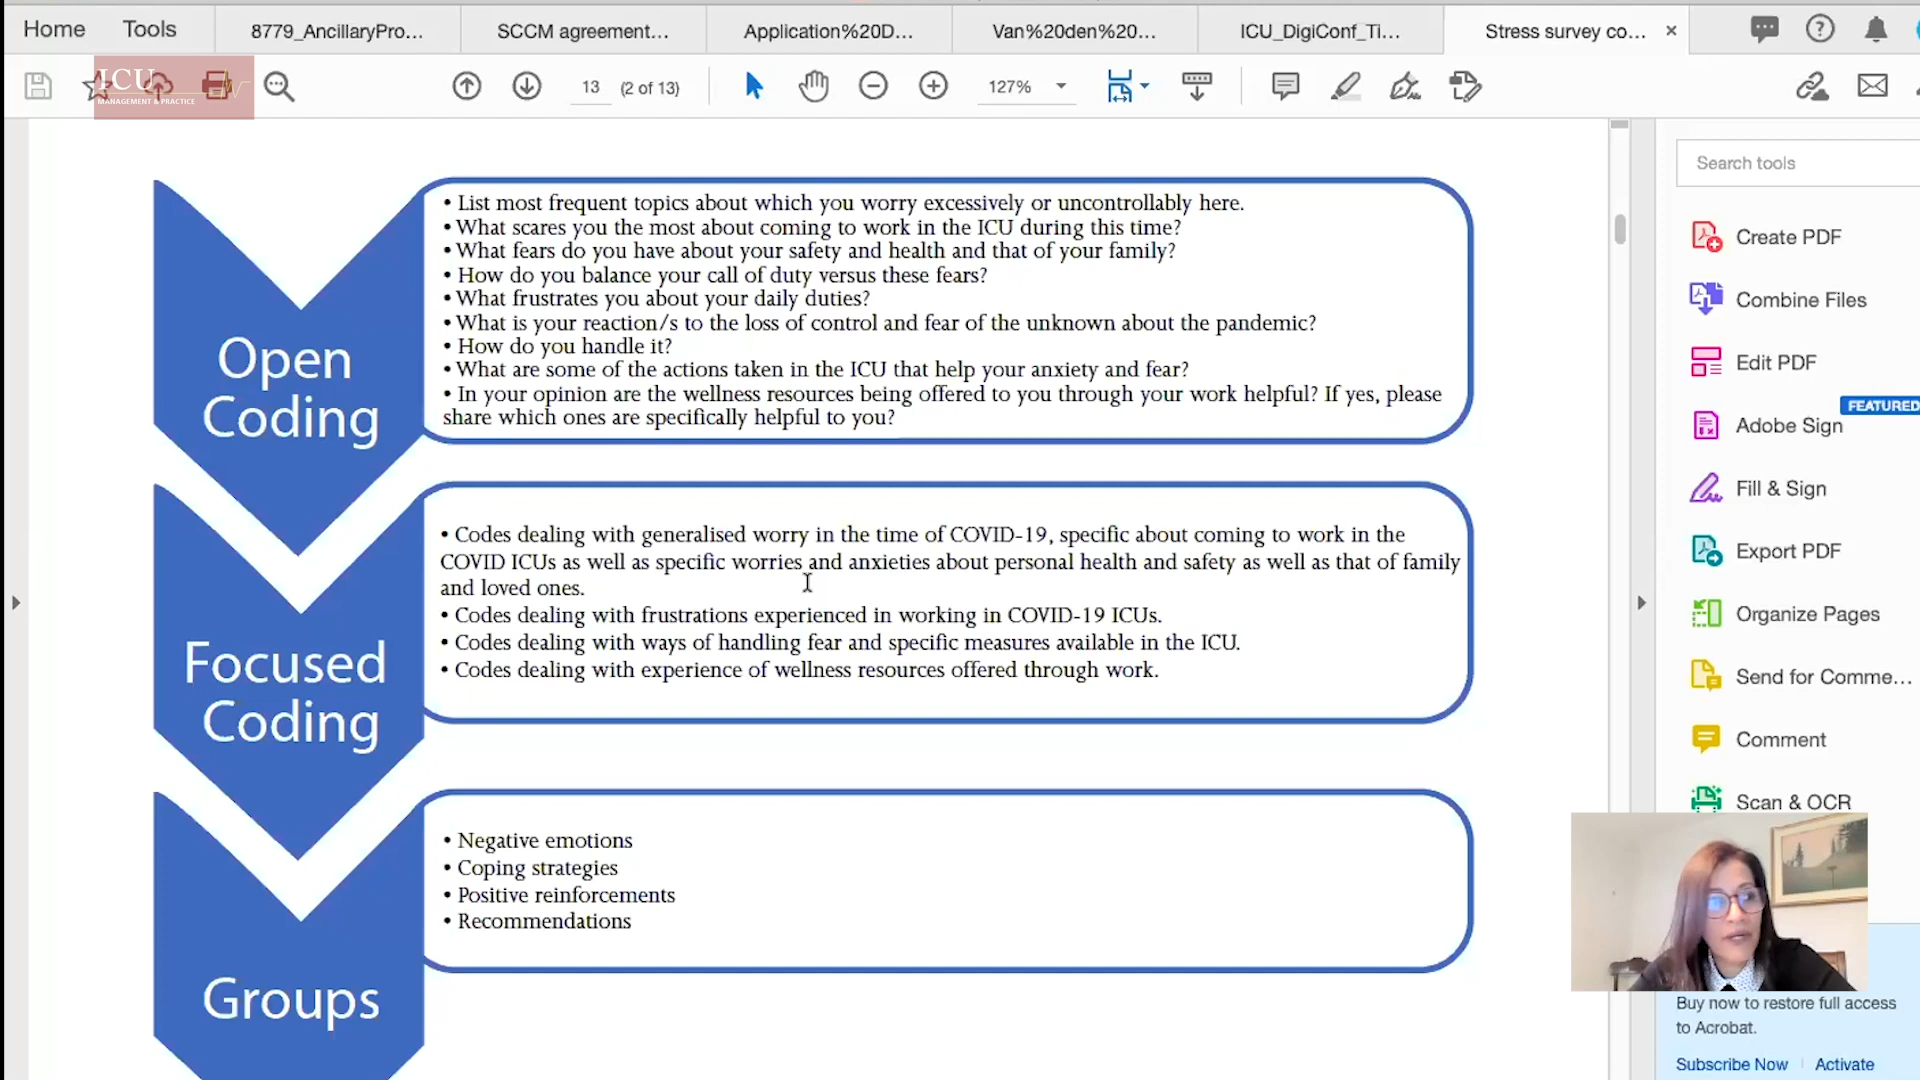 Home Tools 8779_AncillaryPro... SCCM agreement... Application%20D... Van%20den%20... ICU_DigiConf_Ti... Stress survey co... ×
ICU
MANAGEMENT & PRACTICE
13 (2 of 13) 127%
Search tools
• List most frequent topics about which you worry excessively or uncontrollably here.
• What scares you the most about coming to work in the ICU during this time?
• What fears do you have about your safety and health and that of your family?
• How do you balance your call of duty versus these fears?
• What frustrates you about your daily duties?
• What is your reaction/s to the loss of control and fear of the unknown about the pandemic?
• How do you handle it?
• What are some of the actions taken in the ICU that help your anxiety and fear?
• In your opinion are the wellness resources being offered to you through your work helpful? If yes, please
share which ones are specifically helpful to you?
Open
Coding
• Codes dealing with generalised worry in the time of COVID-19, specific about coming to work in the
COVID ICUs as well as specific worries and anxieties about personal health and safety as well as that of family
and loved ones.
• Codes dealing with frustrations experienced in working in COVID-19 ICUs.
• Codes dealing with ways of handling fear and specific measures available in the ICU.
• Codes dealing with experience of wellness resources offered through work.
Focused
Coding
• Negative emotions
• Coping strategies
• Positive reinforcements
• Recommendations
Groups
Create PDF
Combine Files
Edit PDF
FEATURED
Adobe Sign
Fill & Sign
Export PDF
Organize Pages
Send for Comme...
Comment
Scan & OCR
Buy now to restore full access
to Acrobat.
Subscribe Now Activate